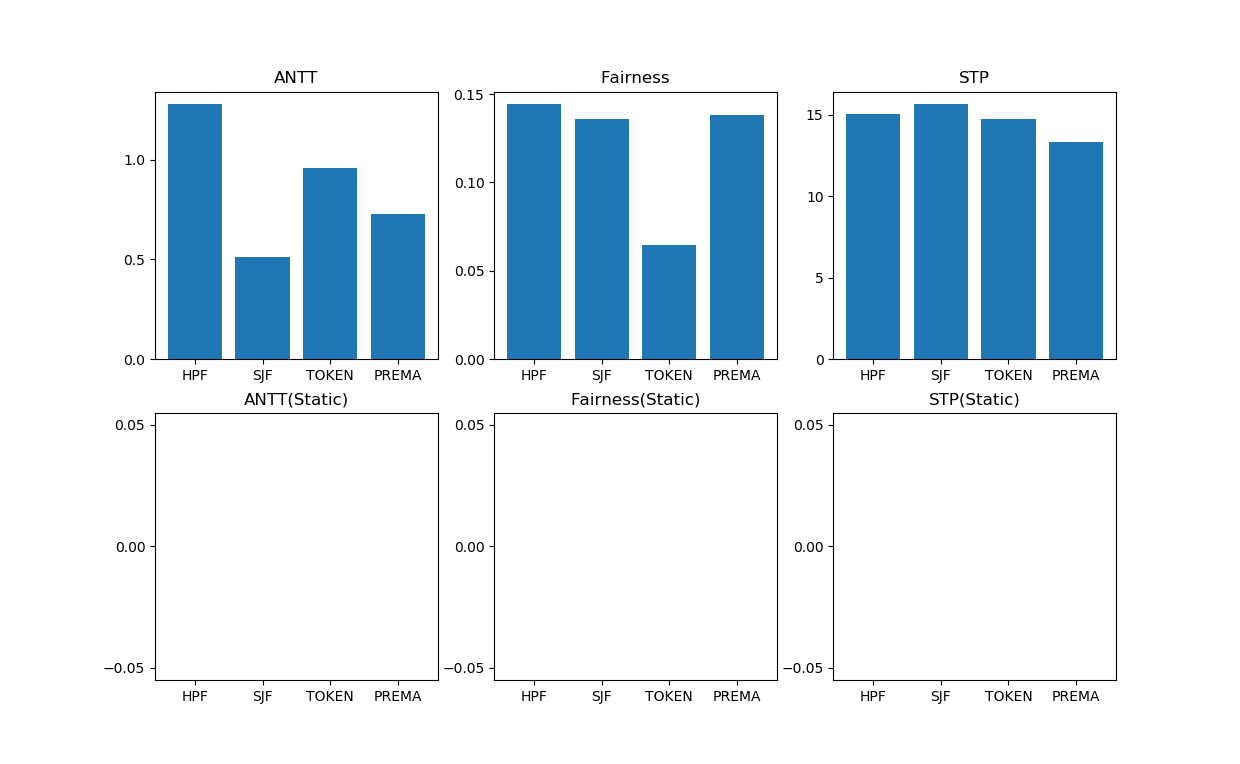 ANTT
1.0
0.5
0.0
HPF SJF TOKEN PREMA
Fairness
0.15
0.10
0.05
0.00
HPF SJF TOKEN PREMA
STP
15
10
5
0
HPF SJF TOKEN PREMA
ANTT(Static)
0.05
0.00
−0.05
HPF SJF TOKEN PREMA
Fairness(Static)
0.05
0.00
−0.05
HPF SJF TOKEN PREMA
STP(Static)
0.05
0.00
−0.05
HPF SJF TOKEN PREMA